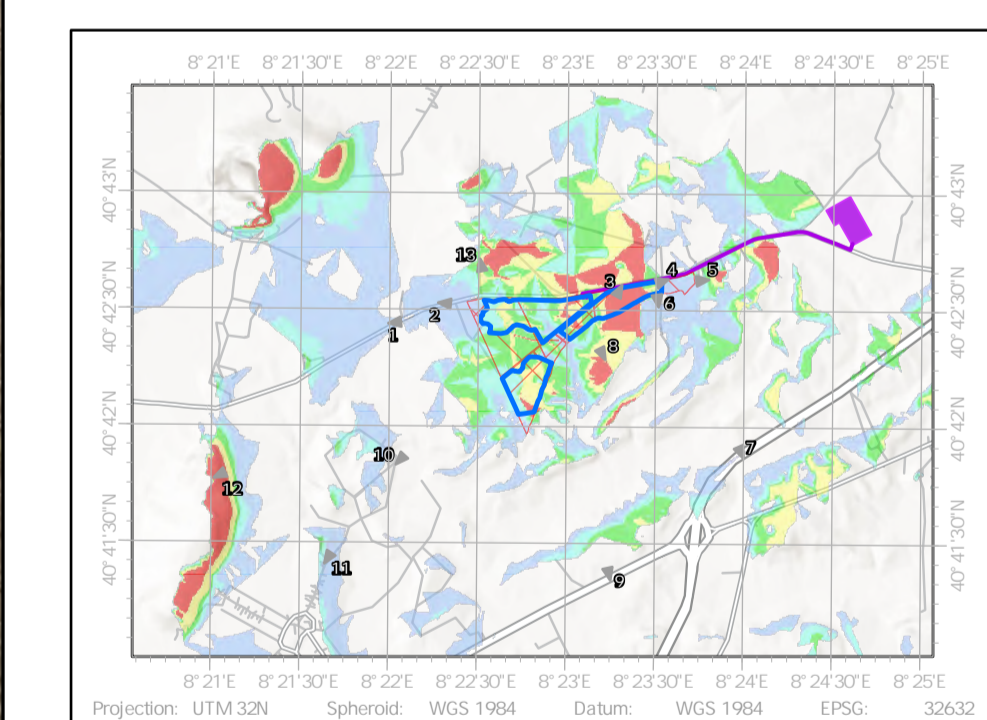 8° 21'E 8° 21'30"E 8° 22'E 8° 22'30"E 8° 23'E 8° 23'30"E 8° 24'E 8° 24'30"E 8° 25'E
40° 43'N 40° 43'N
13 4 5
3
2 6
1
40° 42'30"N 40° 42'30"N
8
40° 42'N 40° 42'N
7
10
12
40° 41'30"N 40° 41'30"N
11
9
8° 21'E 8° 21'30"E 8° 22'E 8° 22'30"E 8° 23'E 8° 23'30"E 8° 24'E 8° 24'30"E 8° 25'E
Projection: UTM 32N Spheroid: WGS 1984 Datum: WGS 1984 EPSG: 32632